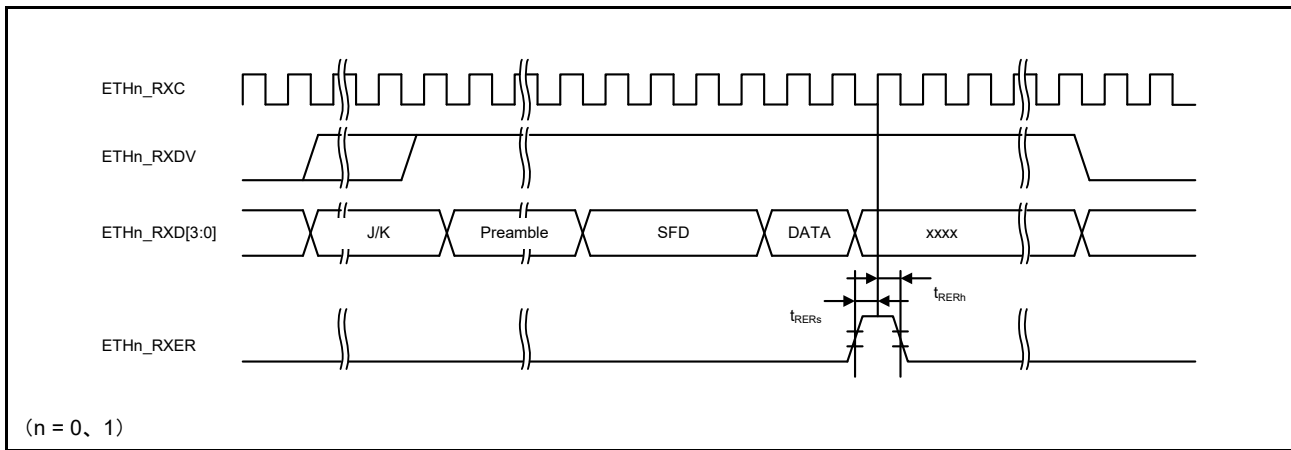 ETHn_RXC
ETHn_RXDV
ETHn_RXD[3:0]
J/K
Preamble
SFD
DATA
xxxx
tRERs
tRERh
ETHn_RXER
（n = 0、1）